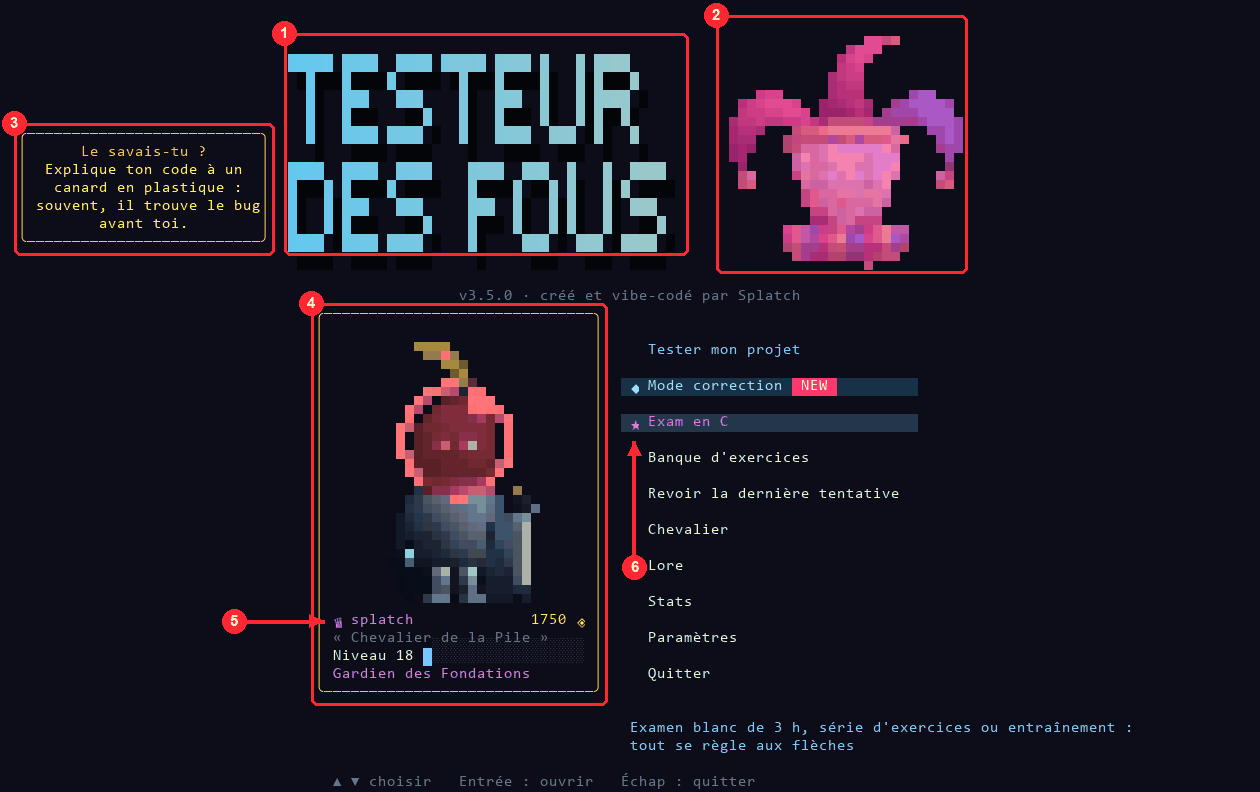 1
2
TESTEUR
DES FOUS
3
Le savais-tu ?
Explique ton code à un
canard en plastique :
souvent, il trouve le bug
avant toi.
v3.5.0 · créé et vibe-codé par Splatch
4
Tester mon projet
Mode correction NEW
Exam en C
Banque d'exercices
Revoir la dernière tentative
Chevalier
6
Lore
Stats
Paramètres
Quitter
5
splatch 1750
« Chevalier de la Pile »
Niveau 18
Gardien des Fondations
Examen blanc de 3 h, série d'exercices ou entraînement :
tout se règle aux flèches
▲ ▼ choisir Entrée : ouvrir Échap : quitter